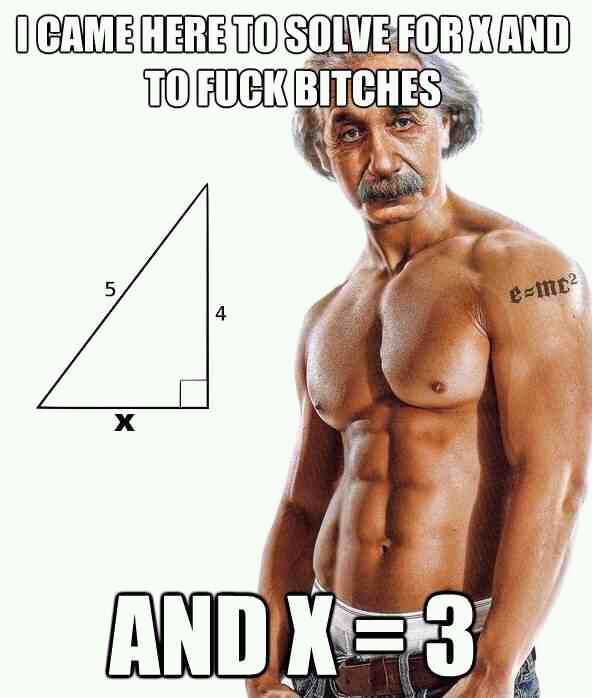 I CAME HERE TO SOLVE FOR X AND
TO FUCK BITCHES
5
4
e=mc²
x
AND X = 3